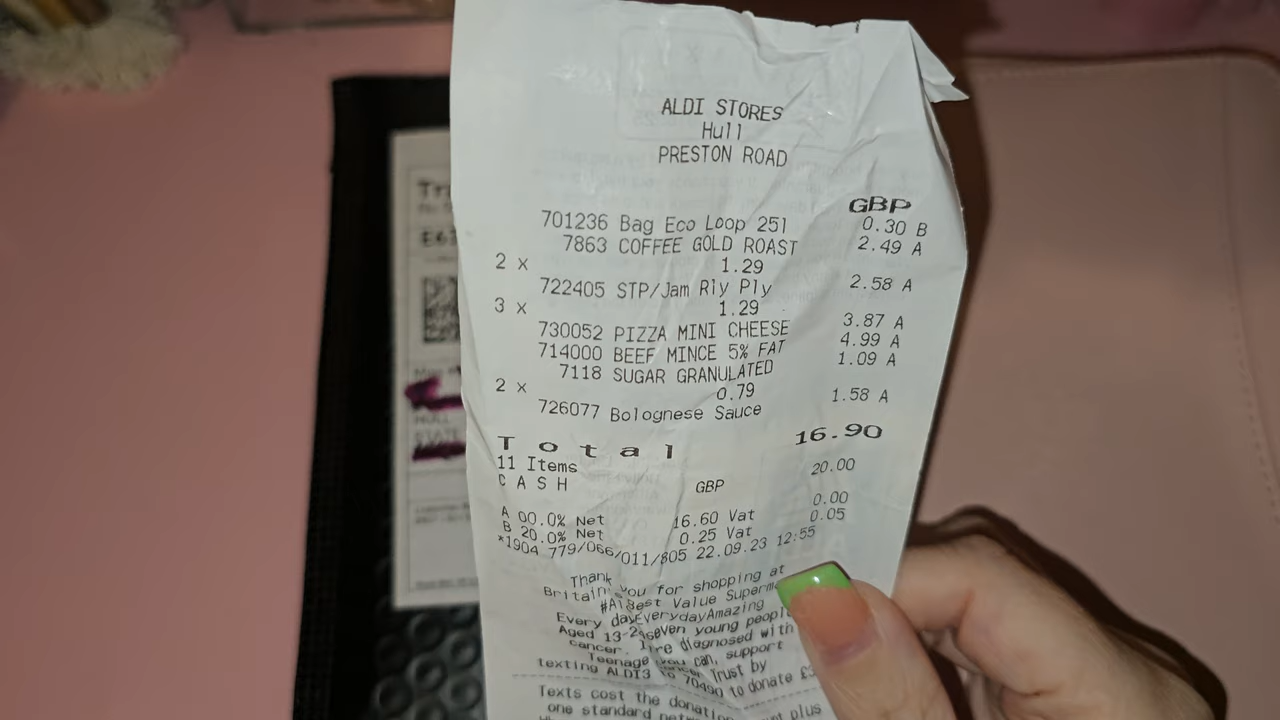 ALDI STORES
Hull
PRESTON ROAD
GBP
701236 Bag Eco Loop 251 0.30 B
7863 COFFEE GOLD ROAST 2.49 A
2 x 1.29
722405 STP/Jam Rly Ply 2.58 A
3 x 1.29
730052 PIZZA MINI CHEESE 3.87 A
714000 BEEF MINCE 5% FAT 4.99 A
7118 SUGAR GRANULATED 1.09 A
2 x 0.79
726077 Bolognese Sauce 1.58 A
Total 16.90
11 Items
CASH GBP 20.00
A 00.0% Net 16.60 Vat 0.00
B 20.0% Net 0.25 Vat 0.05
*1904 779/066/011/805 22.09.23 12:55
Thank you for shopping at
Britain's Best Value
Every day
Aged 13-24 seven young people
cancer. diagnosed with
Teenage Trust by
texting ALDI3 to 70490 to donate £3
Texts cost the donation plus
one standard